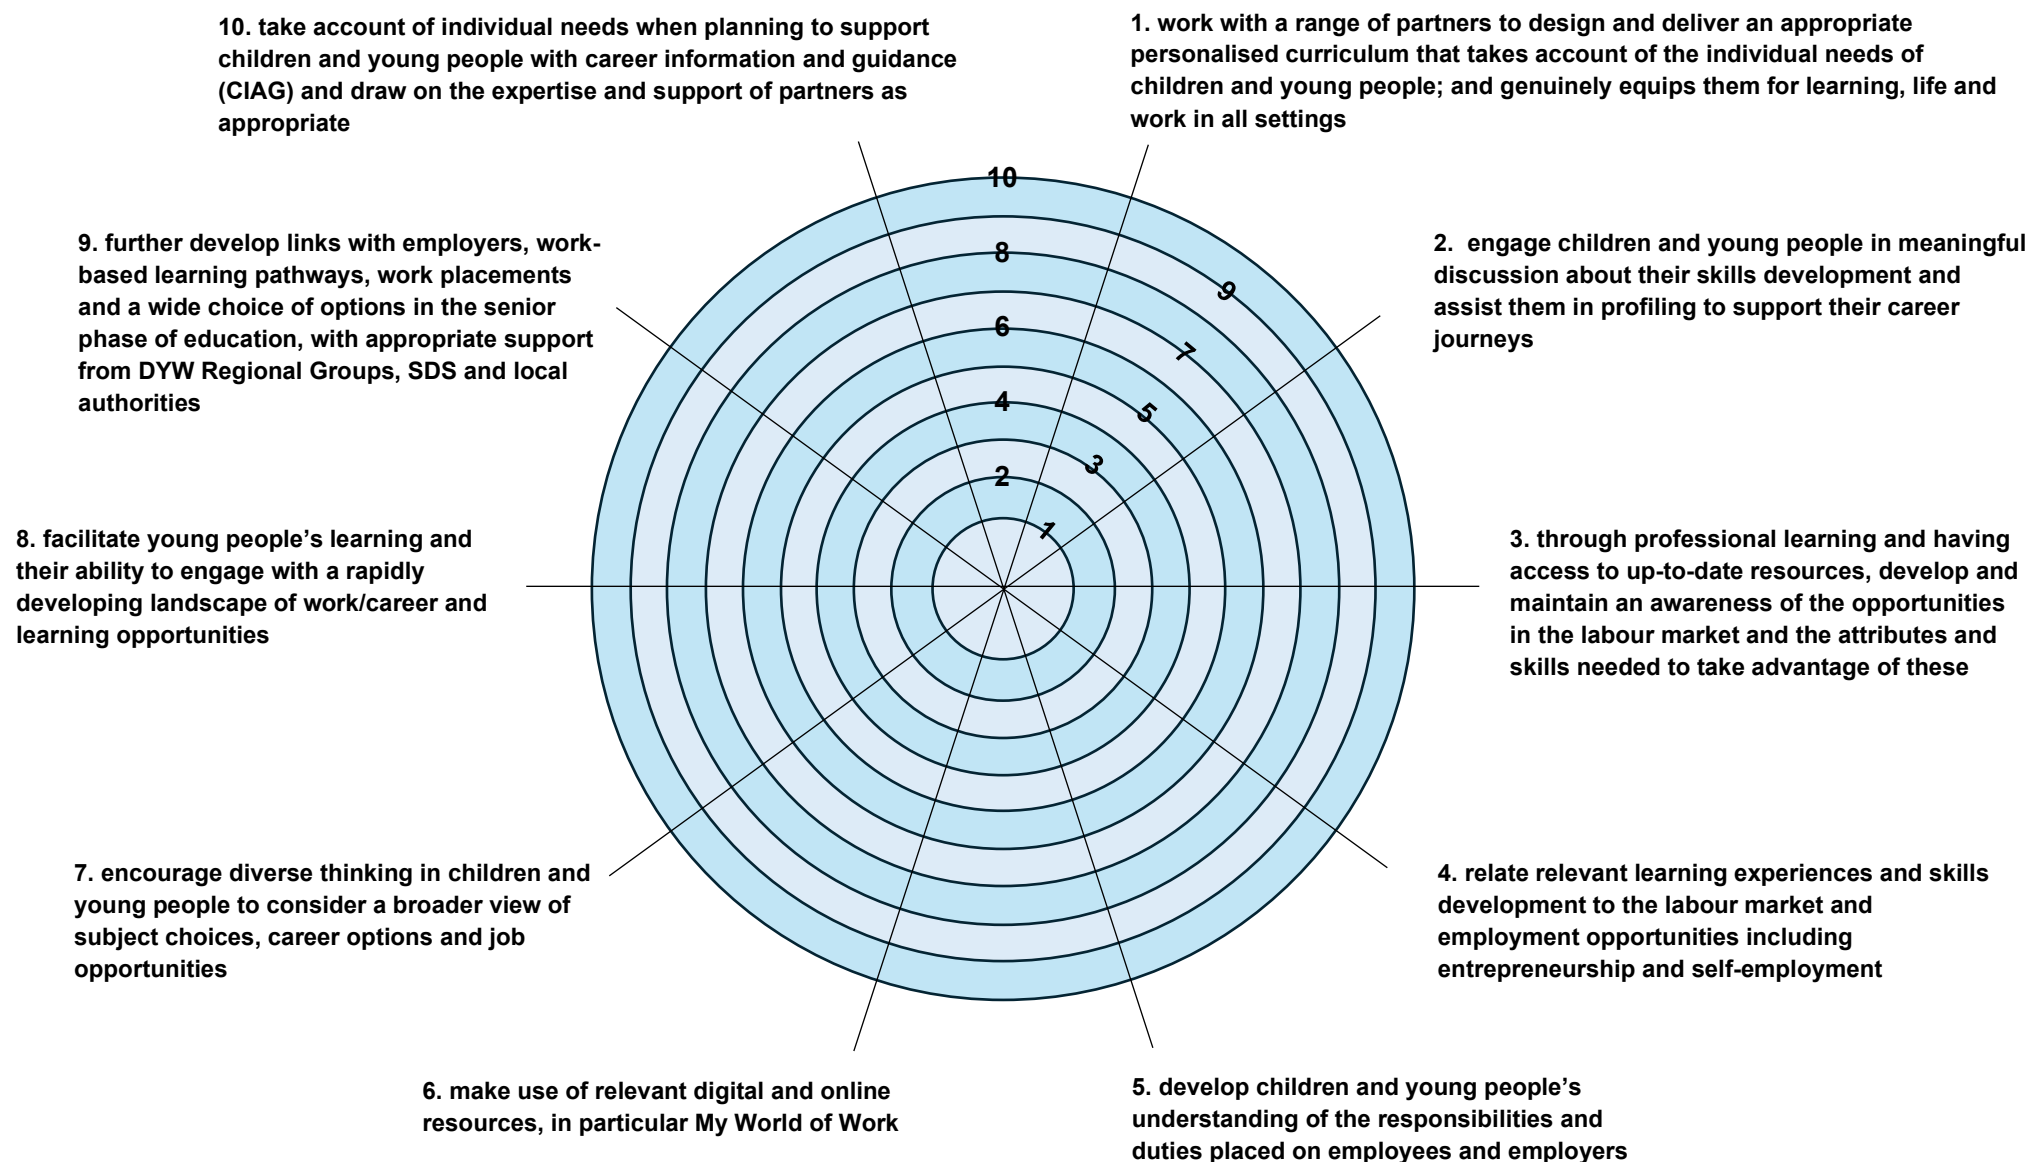 10. take account of individual needs when planning to support
children and young people with career information and guidance
(CIAG) and draw on the expertise and support of partners as
appropriate
1. work with a range of partners to design and deliver an appropriate
personalised curriculum that takes account of the individual needs of
children and young people; and genuinely equips them for learning, life and
work in all settings
9. further develop links with employers, work-
based learning pathways, work placements
and a wide choice of options in the senior
phase of education, with appropriate support
from DYW Regional Groups, SDS and local
authorities
2.  engage children and young people in meaningful
discussion about their skills development and
assist them in profiling to support their career
journeys
10
8
9
6
7
4
5
3
2
1
8. facilitate young people’s learning and
their ability to engage with a rapidly
developing landscape of work/career and
learning opportunities
3. through professional learning and having
access to up-to-date resources, develop and
maintain an awareness of the opportunities
in the labour market and the attributes and
skills needed to take advantage of these
7. encourage diverse thinking in children and
young people to consider a broader view of
subject choices, career options and job
opportunities
4. relate relevant learning experiences and skills
development to the labour market and
employment opportunities including
entrepreneurship and self-employment
6. make use of relevant digital and online
resources, in particular My World of Work
5. develop children and young people’s
understanding of the responsibilities and
duties placed on employees and employers